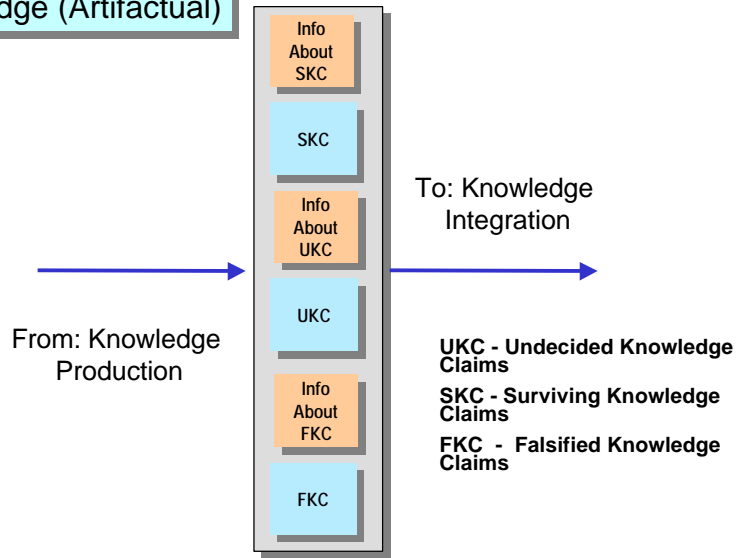 (Artifactual)
Info
About
SKC
SKC
Info
About
UKC
UKC
Info
About
FKC
FKC
From: Knowledge
Production
To: Knowledge
Integration
UKC - Undecided Knowledge
Claims
SKC - Surviving Knowledge
Claims
FKC - Falsified Knowledge
Claims